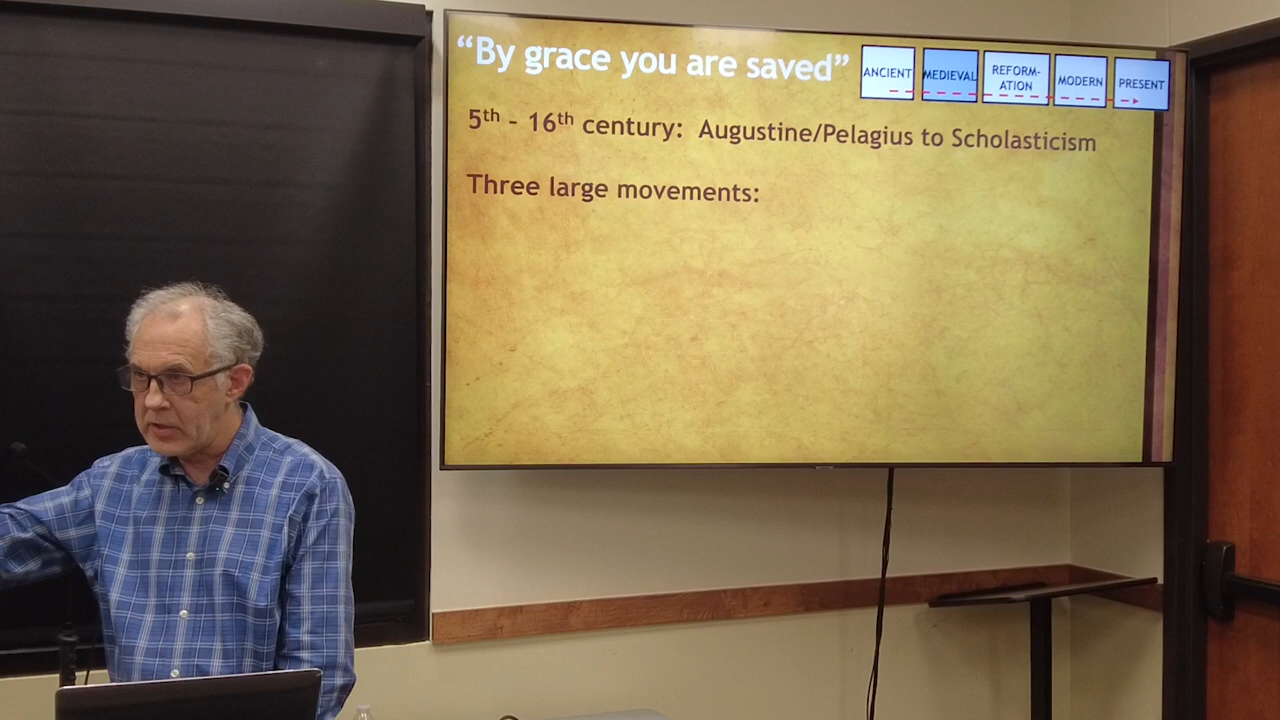 “By grace you are saved”
ANCIENT
MEDIEVAL
REFORM-
ATION
MODERN
PRESENT
5th – 16th century: Augustine/Pelagius to Scholasticism
Three large movements: